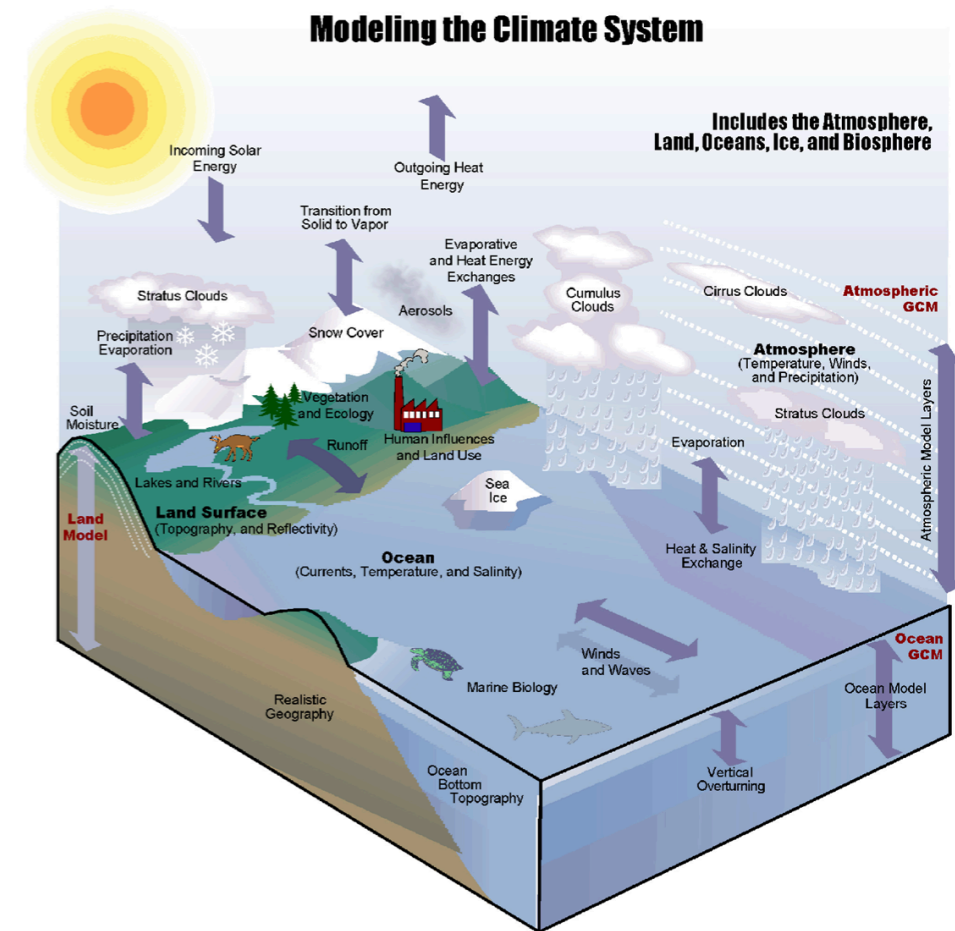 Modeling the Climate System
Includes the Atmosphere,
Land, Oceans, Ice, and Biosphere
Incoming Solar
Energy
Outgoing Heat
Energy
Transition from
Solid to Vapor
Evaporative
and Heat Energy
Exchanges
Stratus Clouds
Snow Cover
Aerosols
Cumulus
Clouds
Cirrus Clouds
Atmospheric
GCM
Precipitation
Evaporation
Atmosphere
(Temperature, Winds,
and Precipitation)
Atmospheric Model Layers
Soil
Moisture
Vegetation
and Ecology
Stratus Clouds
Runoff
Human Influences
and Land Use
Evaporation
Lakes and Rivers
Sea
Ice
Land
Model
Land Surface
(Topography, and Reflectivity)
Ocean
(Currents, Temperature, and Salinity)
Heat & Salinity
Exchange
Winds
and Waves
Ocean
GCM
Marine Biology
Ocean Model
Layers
Realistic
Geography
Ocean
Bottom
Topography
Vertical
Overturning